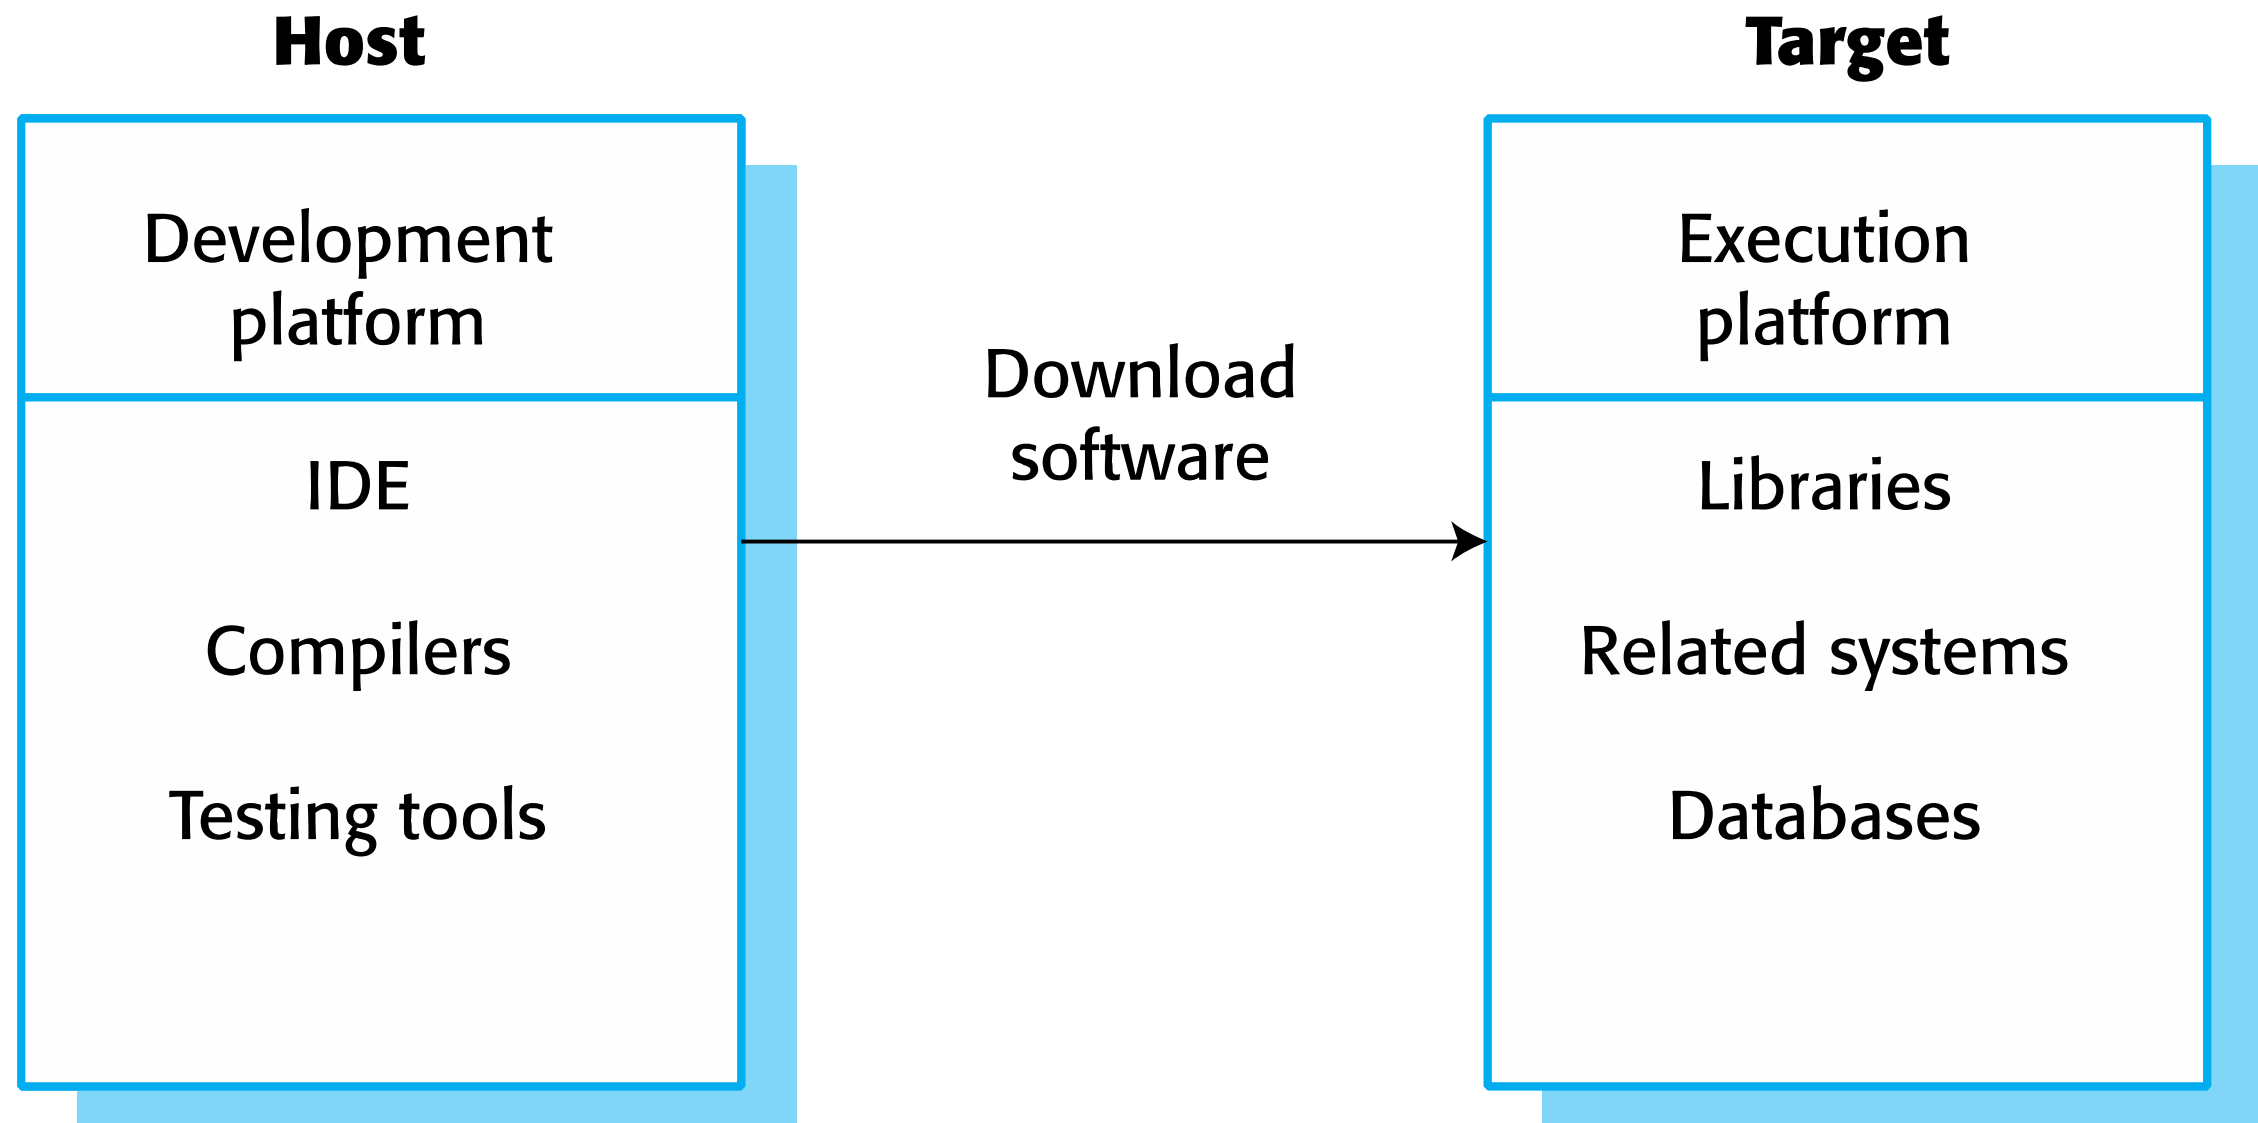 Host
Development
platform
IDE
Compilers
Testing tools
Download
software
Target
Execution
platform
Libraries
Related systems
Databases